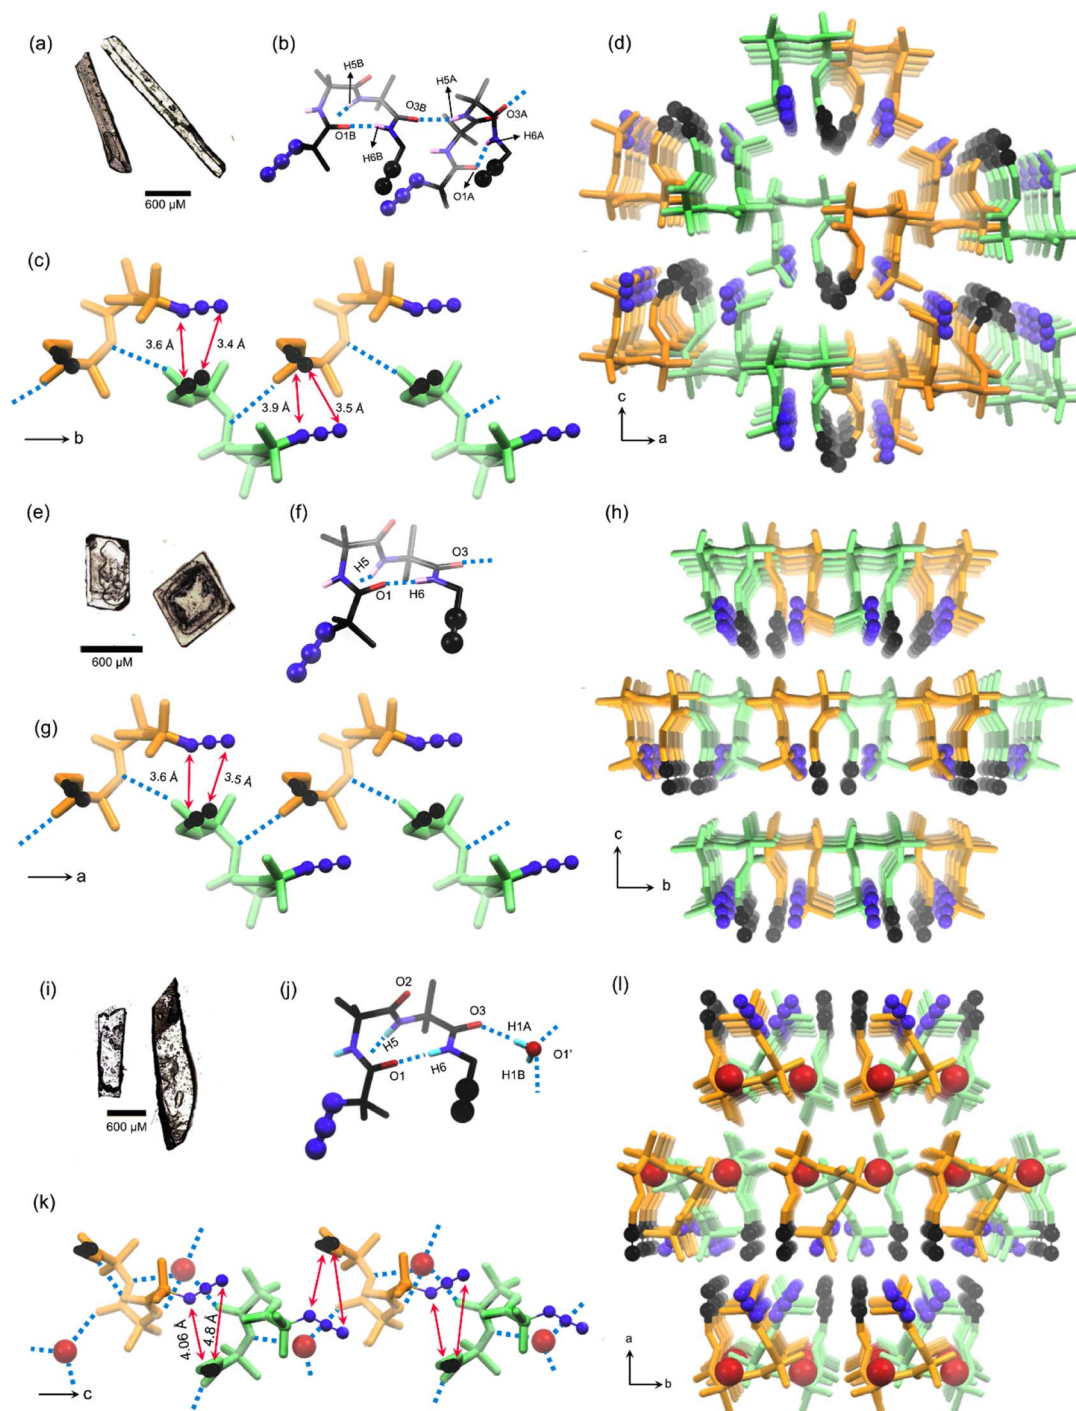 (a)
600 µM
(b)
H5B
O3B
H5A
O3A
H6A
O1B
H6B
O1A
(c)
3.6 Å
3.4 Å
3.9 Å
3.5 Å
b
(d)
c
a
(e)
600 µM
(f)
H5
O3
O1
H6
(g)
3.6 Å
3.5 Å
a
(h)
c
b
(i)
600 µM
(j)
O2
O3
H5
H1A
O1'
O1
H6
H1B
(k)
4.06 Å
4.8 Å
c
(l)
a
b